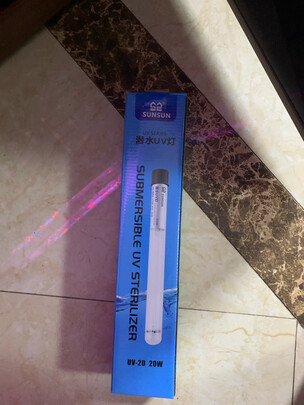 SUNSUN
潜水UV灯
SUBMERSIBLE UV STERILIZER
UV-20 20W